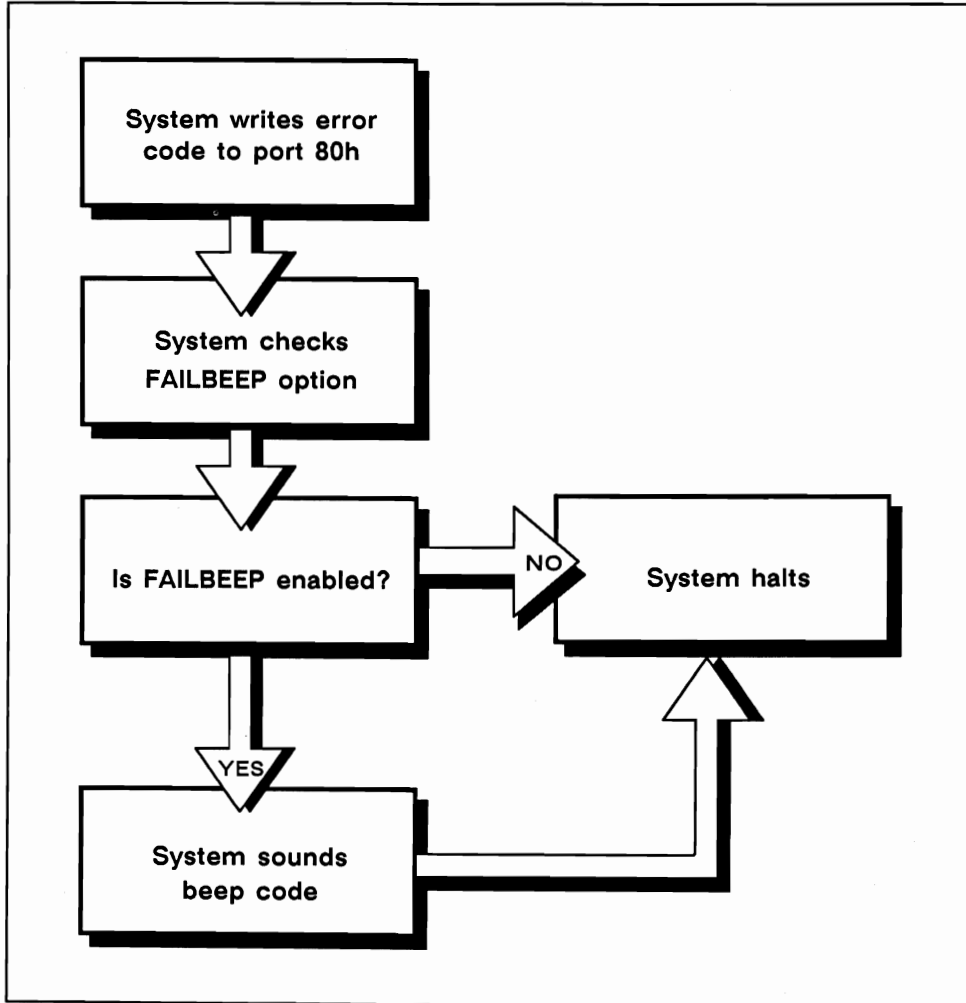 System writes error
code to port 80h
System checks
FAILBEEP option
Is FAILBEEP enabled?
NO
System halts
YES
System sounds
beep code